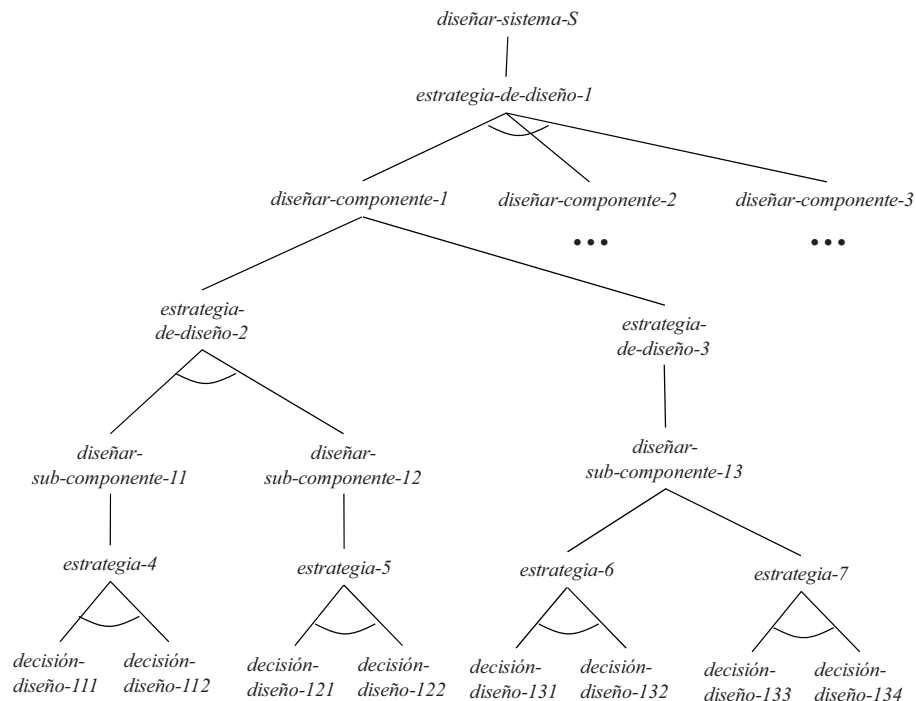 diseñar-sistema-S
estrategia-de-diseño-1
diseñar-componente-1
diseñar-componente-2
diseñar-componente-3
estrategia-
de-diseño-2
estrategia-
de-diseño-3
diseñar-
sub-componente-11
diseñar-
sub-componente-12
diseñar-
sub-componente-13
estrategia-4
estrategia-5
estrategia-6
estrategia-7
decisión-
diseño-111
decisión-
diseño-112
decisión-
diseño-121
decisión-
diseño-122
decisión-
diseño-131
decisión-
diseño-132
decisión-
diseño-133
decisión-
diseño-134